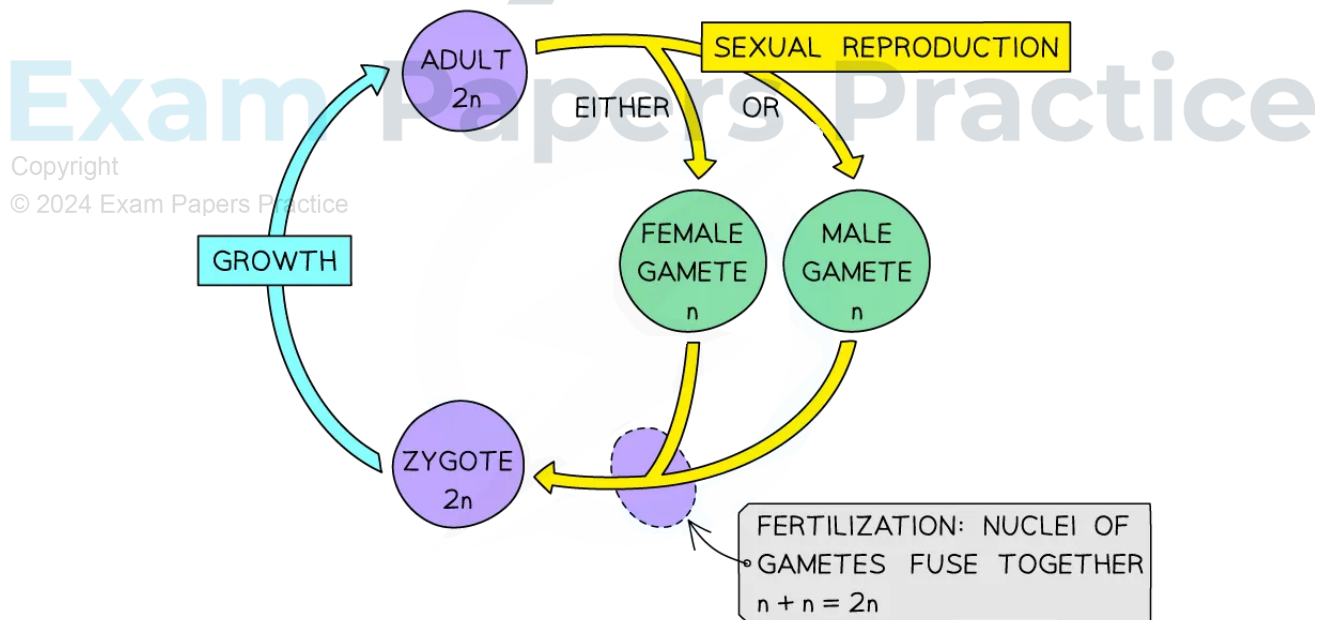 ADULT
2n
SEXUAL REPRODUCTION
EITHER
OR
Exam Papers Practice
Copyright
© 2024 Exam Papers Practice
FEMALE
GAMETE
n
MALE
GAMETE
n
GROWTH
ZYGOTE
2n
FERTILIZATION: NUCLEI OF
GAMETES FUSE TOGETHER
n + n = 2n